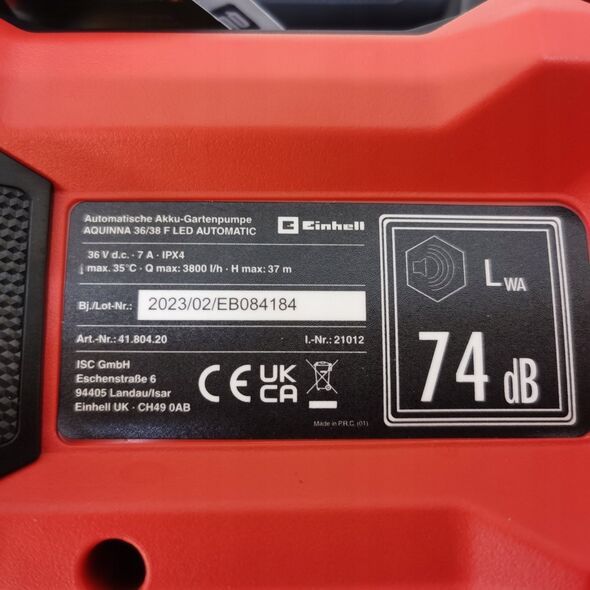 Automatische Akku-Gartenpumpe
AQUINNA 36/38 F LED AUTOMATIC
Einhell
36 V d.c. · 7 A · IPX4
max. 35°C · Q max: 3800 l/h · H max: 37 m
Bj./Lot-Nr.: 2023/02/EB084184
Art.-Nr.: 41.804.20 I.-Nr.: 21012
ISC GmbH
Eschenstraße 6
94405 Landau/Isar
Einhell UK · CH49 0AB
CE UK CA
Made in P.R.C. (01)
LWA
74 dB